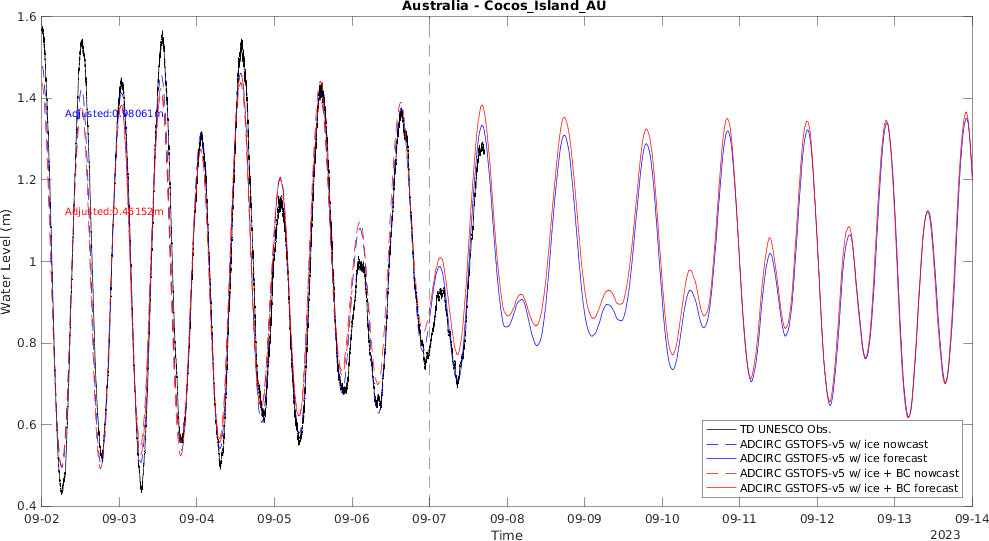 Australia - Cocos_Island_AU
1.6
1.4
1.2
1
0.8
0.6
0.4
Water Level (m)
Adjusted:0.98061m
Adjusted:0.45152m
TD UNESCO Obs.
ADCIRC GSTOFS-v5 w/ ice nowcast
ADCIRC GSTOFS-v5 w/ ice forecast
ADCIRC GSTOFS-v5 w/ ice + BC nowcast
ADCIRC GSTOFS-v5 w/ ice + BC forecast
09-02 09-03 09-04 09-05 09-06 09-07 09-08 09-09 09-10 09-11 09-12 09-13 09-14
Time
2023